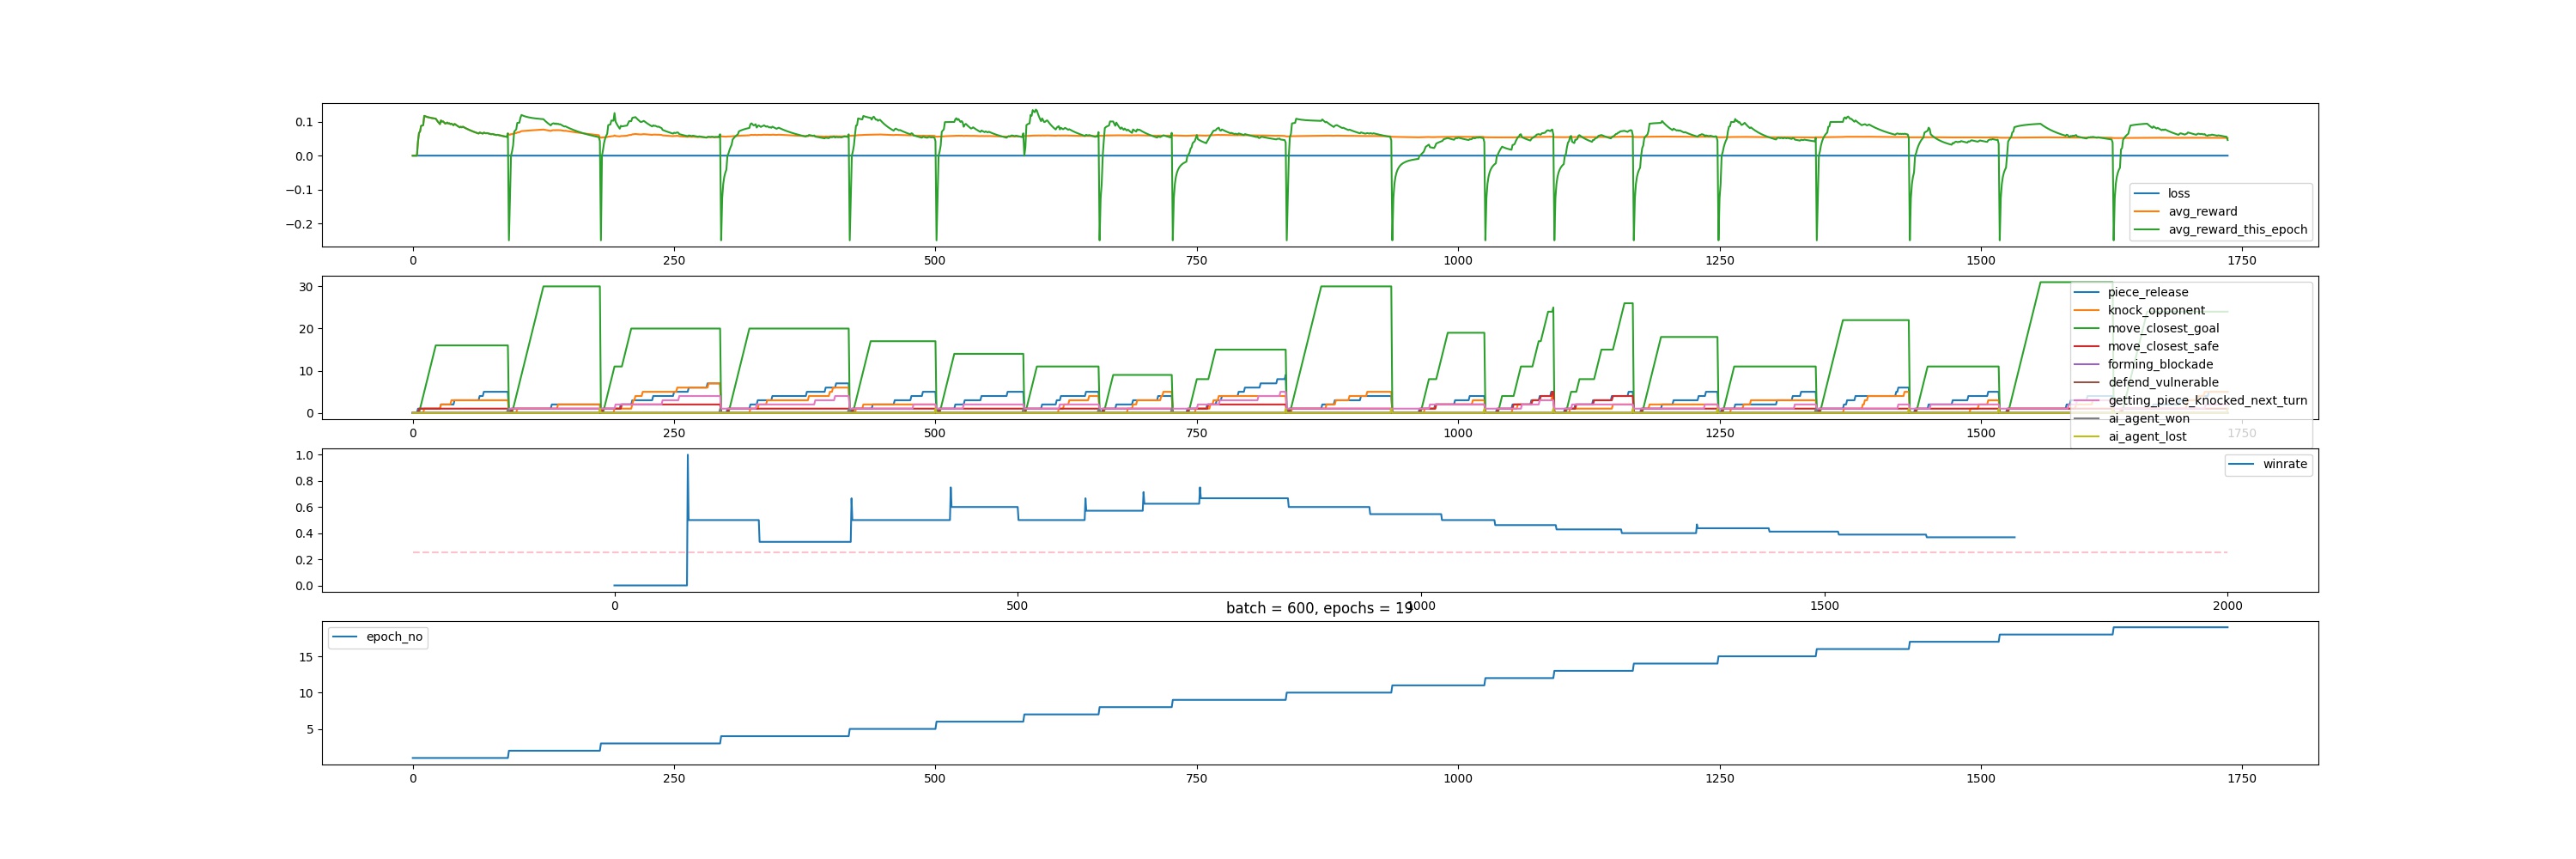 0.1
0.0
−0.1
−0.2
loss
avg_reward
avg_reward_this_epoch
0 250 500 750 1000 1250 1500 1750
30
20
10
0
piece_release
knock_opponent
move_closest_goal
move_closest_safe
forming_blockade
defend_vulnerable
getting_piece_knocked_next_turn
ai_agent_won
ai_agent_lost
0 250 500 750 1000 1250 1500 1750
1.0
0.8
0.6
0.4
0.2
0.0
winrate
0 500 1000 1500 2000
batch = 600, epochs = 19
epoch_no
15
10
5
0 250 500 750 1000 1250 1500 1750